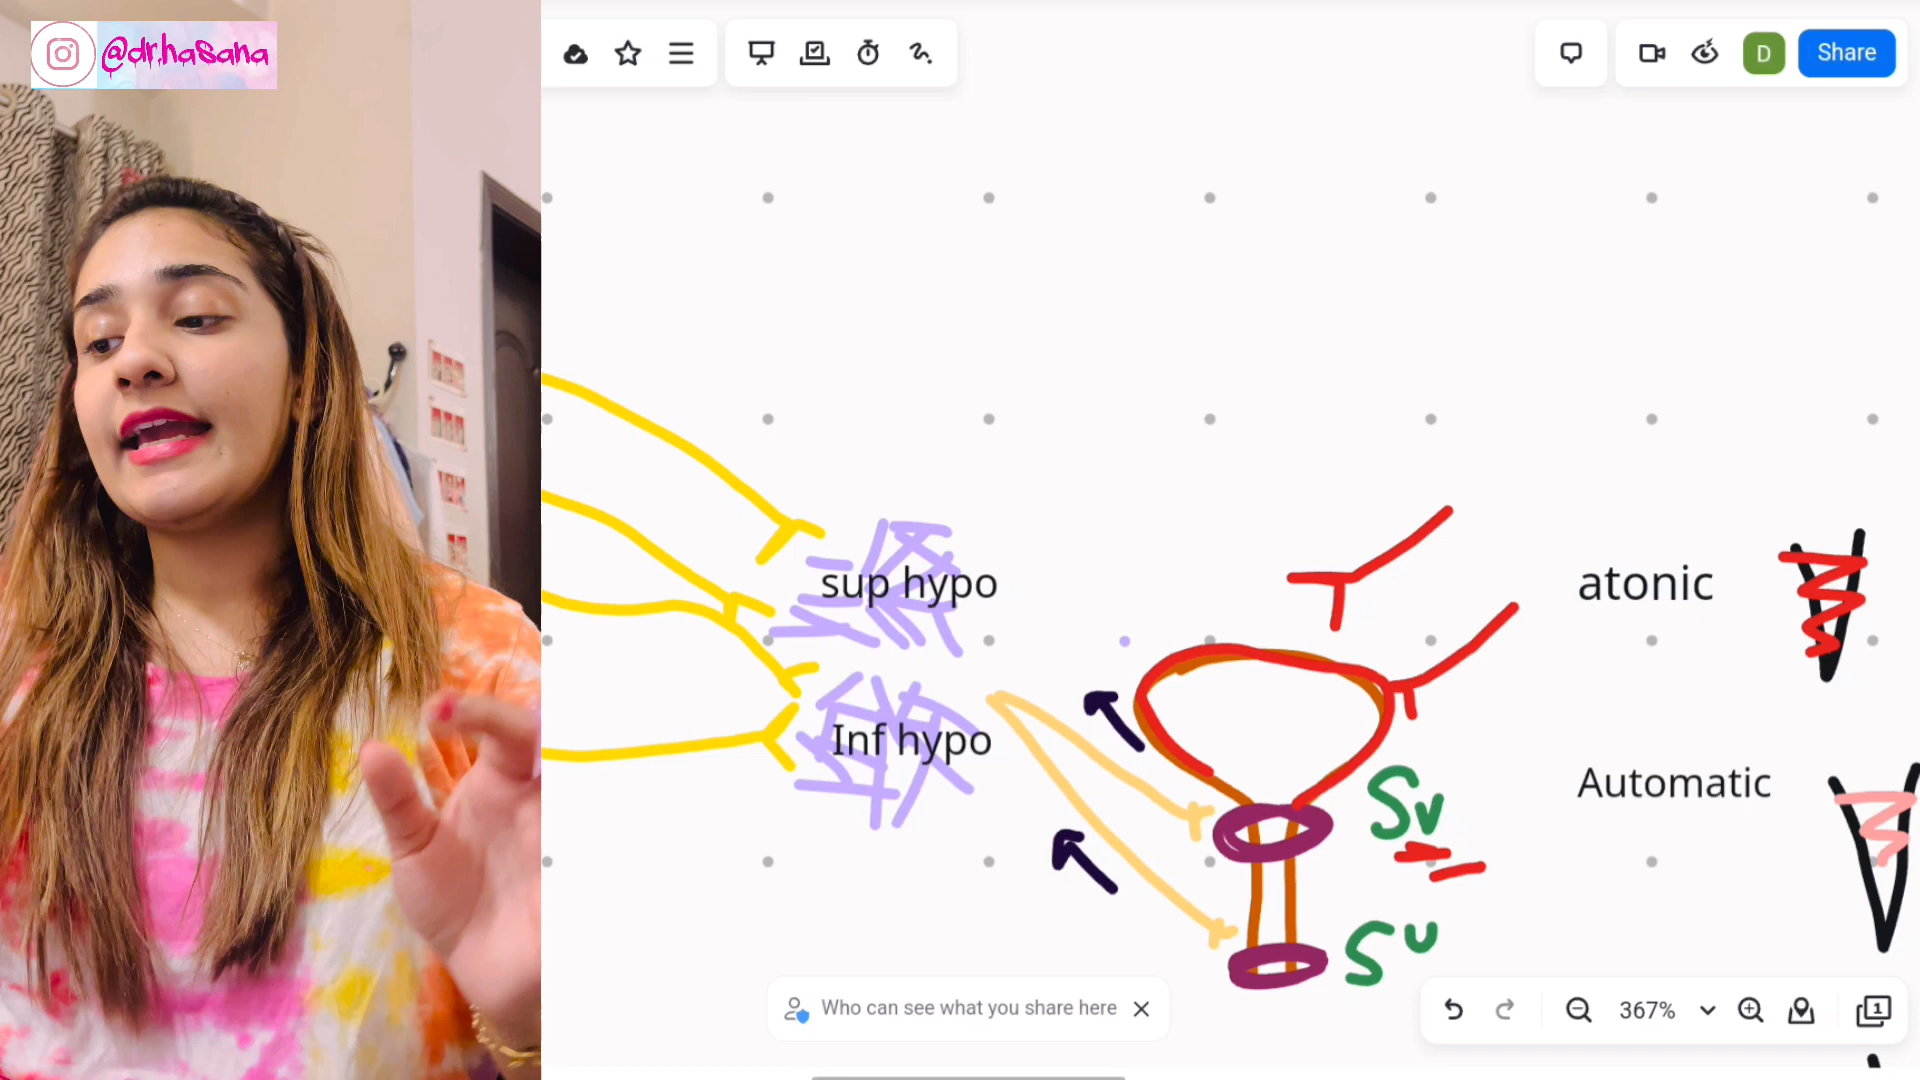 @dr.hasana
D
Share
sup hypo
atonic
Inf hypo
Sv
Automatic
SU
Who can see what you share here
367%
1